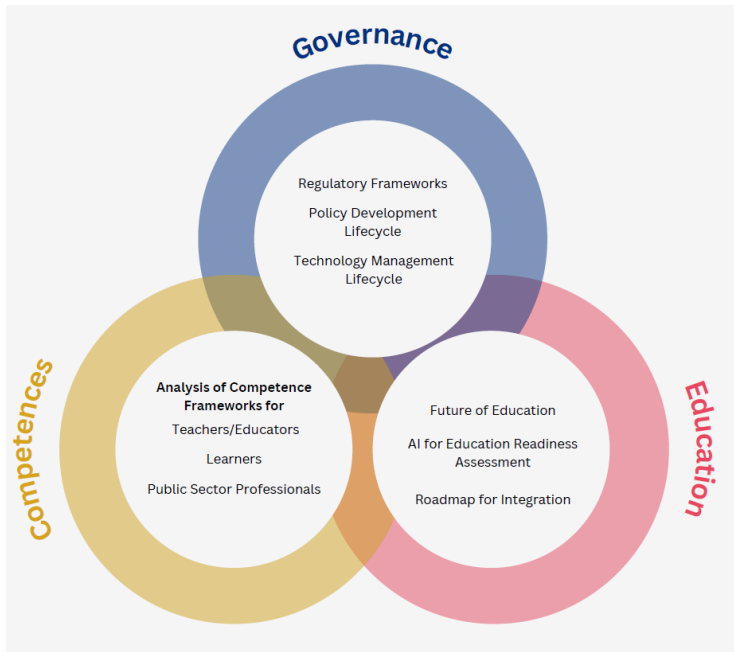 Governance
Regulatory Frameworks
Policy Development
Lifecycle
Technology Management
Lifecycle
Competences
Analysis of Competence
Frameworks for
Teachers/Educators
Learners
Public Sector Professionals
Education
Future of Education
AI for Education Readiness
Assessment
Roadmap for Integration